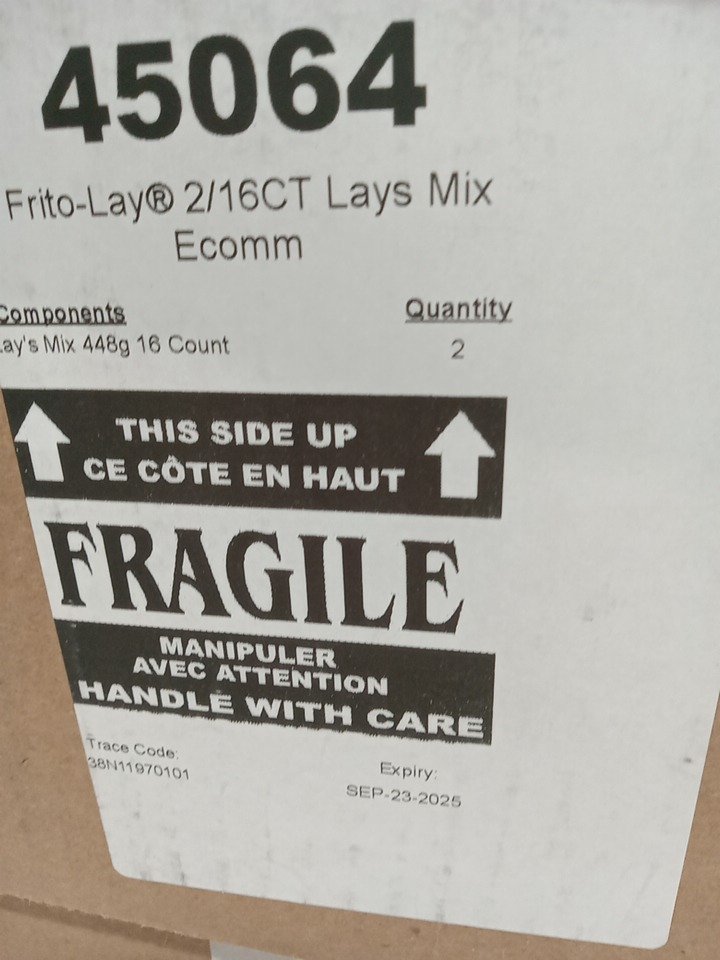 45064
Frito-Lay® 2/16CT Lays Mix
Ecomm
Components Quantity
Lay's Mix 448g 16 Count 2
THIS SIDE UP
CE CÔTE EN HAUT
FRAGILE
MANIPULER
AVEC ATTENTION
HANDLE WITH CARE
Trace Code:
38N11970101
Expiry:
SEP-23-2025